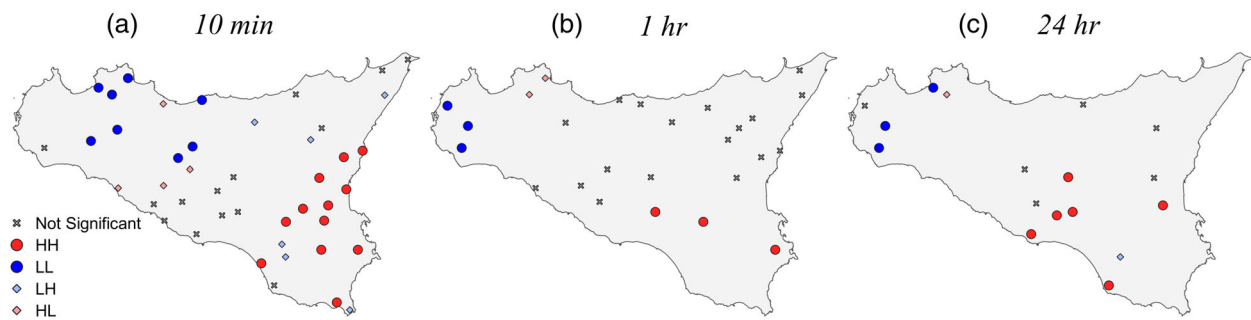 (a) 10 min
(b) 1 hr
(c) 24 hr
Not Significant
HH
LL
LH
HL